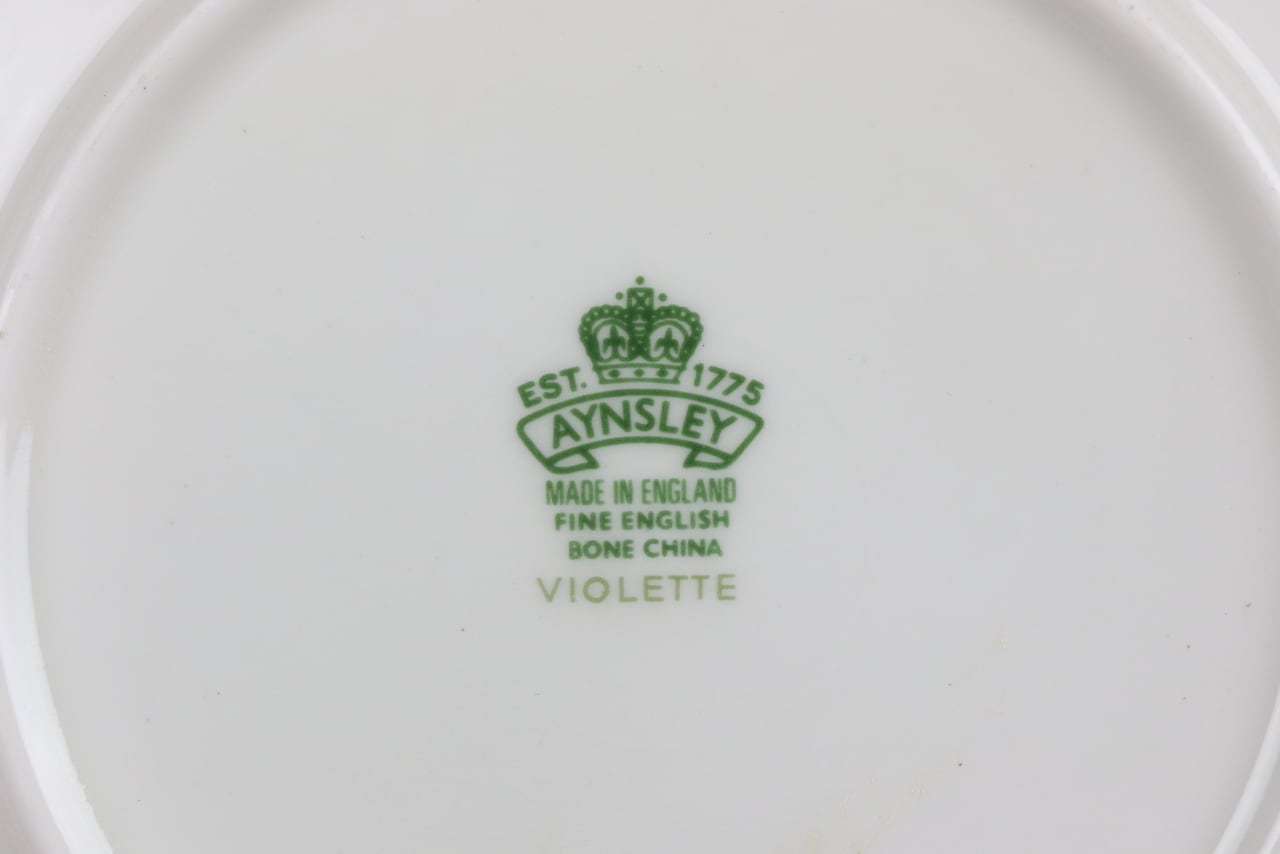 EST. 1775
AYNSLEY
MADE IN ENGLAND
FINE ENGLISH
BONE CHINA
VIOLETTE